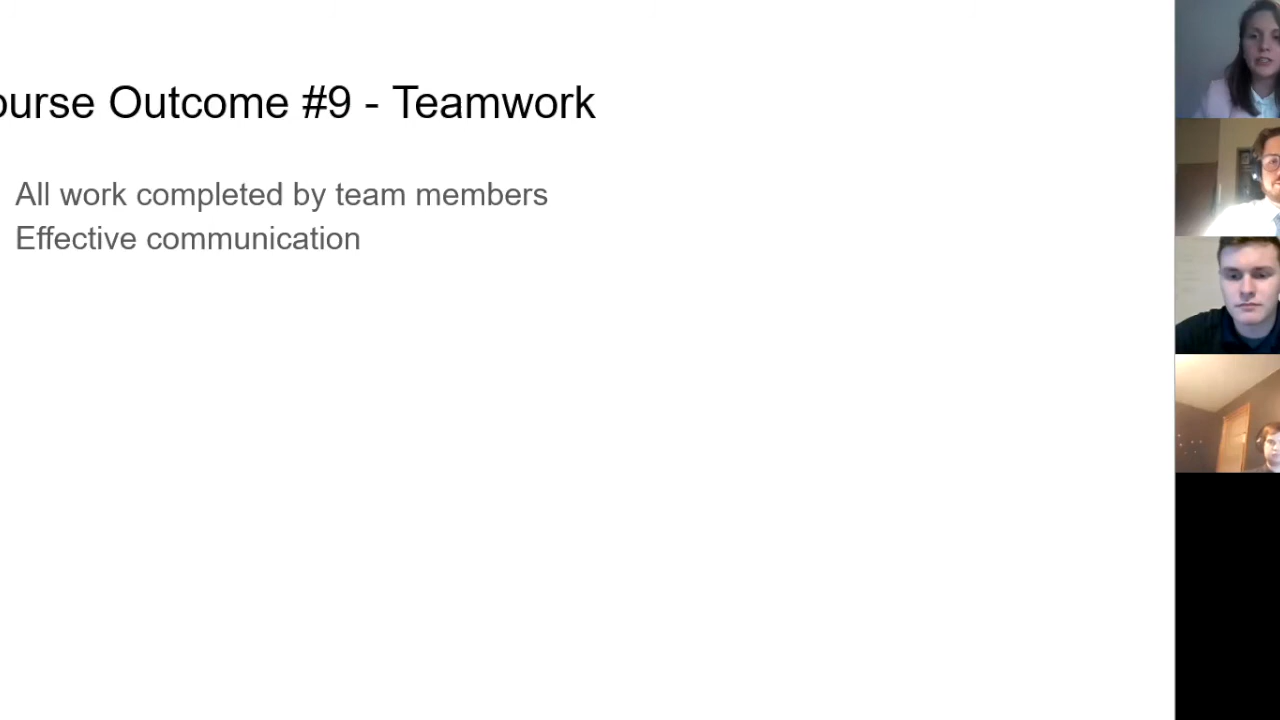 ourse Outcome #9 - Teamwork
All work completed by team members
Effective communication